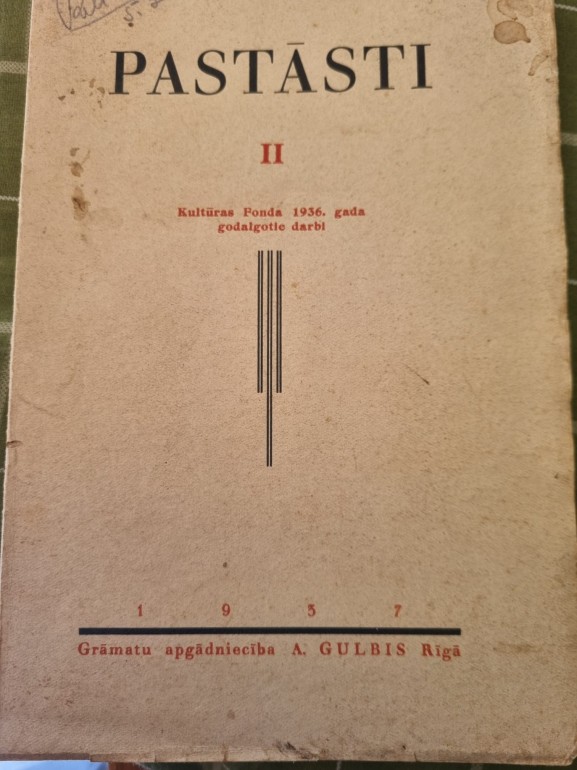 PASTĀSTI
II
Kultūras Fonda 1936. gada
godalgotie darbi
1 9 3 7
Grāmatu apgādniecība A. GULBIS Rīgā